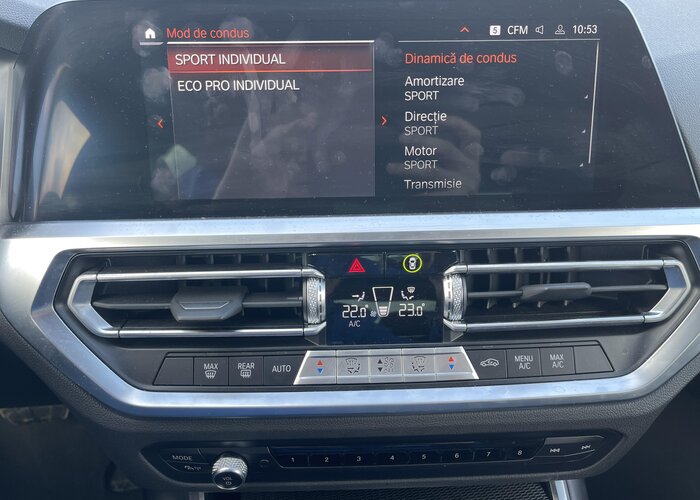 Mod de condus
5 CFM 10:53
SPORT INDIVIDUAL
ECO PRO INDIVIDUAL
Dinamică de condus
Amortizare
SPORT
Direcție
SPORT
Motor
SPORT
Transmisie
22.0 23.0°
A/C
MAX
REAR
AUTO
MENU
A/C
MAX
A/C
MODE
VOL
1 2 3 4 5 6 7 8